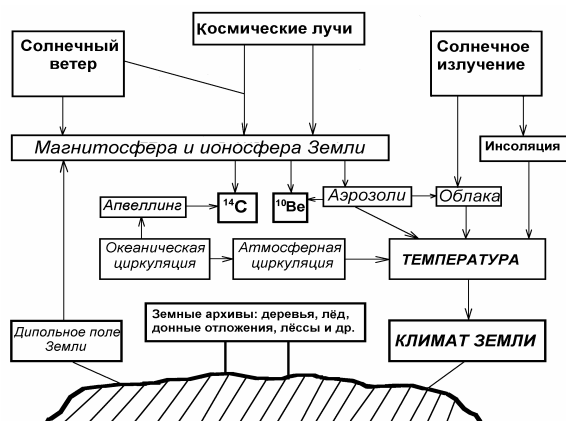 Солнечный
ветер
Космические лучи
Солнечное
излучение
Магнитосфера и ионосфера Земли
Инсоляция
Апвеллинг
¹⁴C
¹⁰Be
Аэрозоли
Облака
Океаническая
циркуляция
Атмосферная
циркуляция
ТЕМПЕРАТУРА
Дипольное поле
Земли
Земные архивы: деревья, лёд,
донные отложения, лёссы и др.
КЛИМАТ ЗЕМЛИ